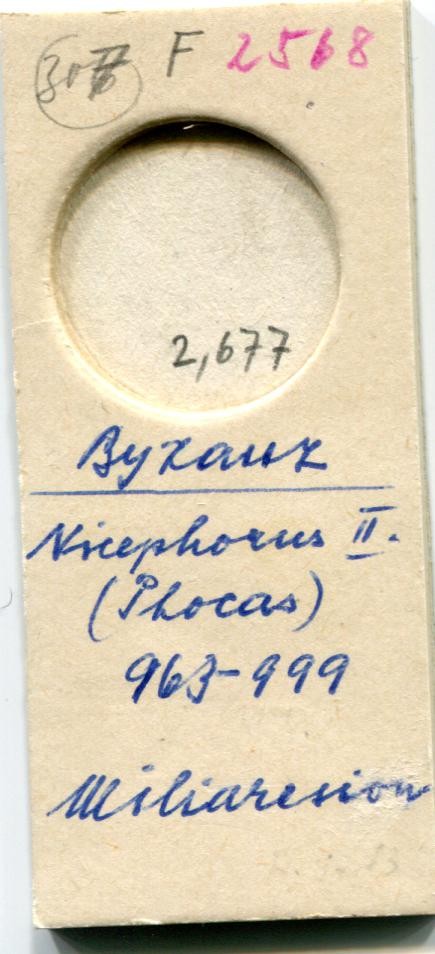 F 2568
2,677
Byzanz
Nicephorus II.
(Phocas)
963-999
Miliaresion